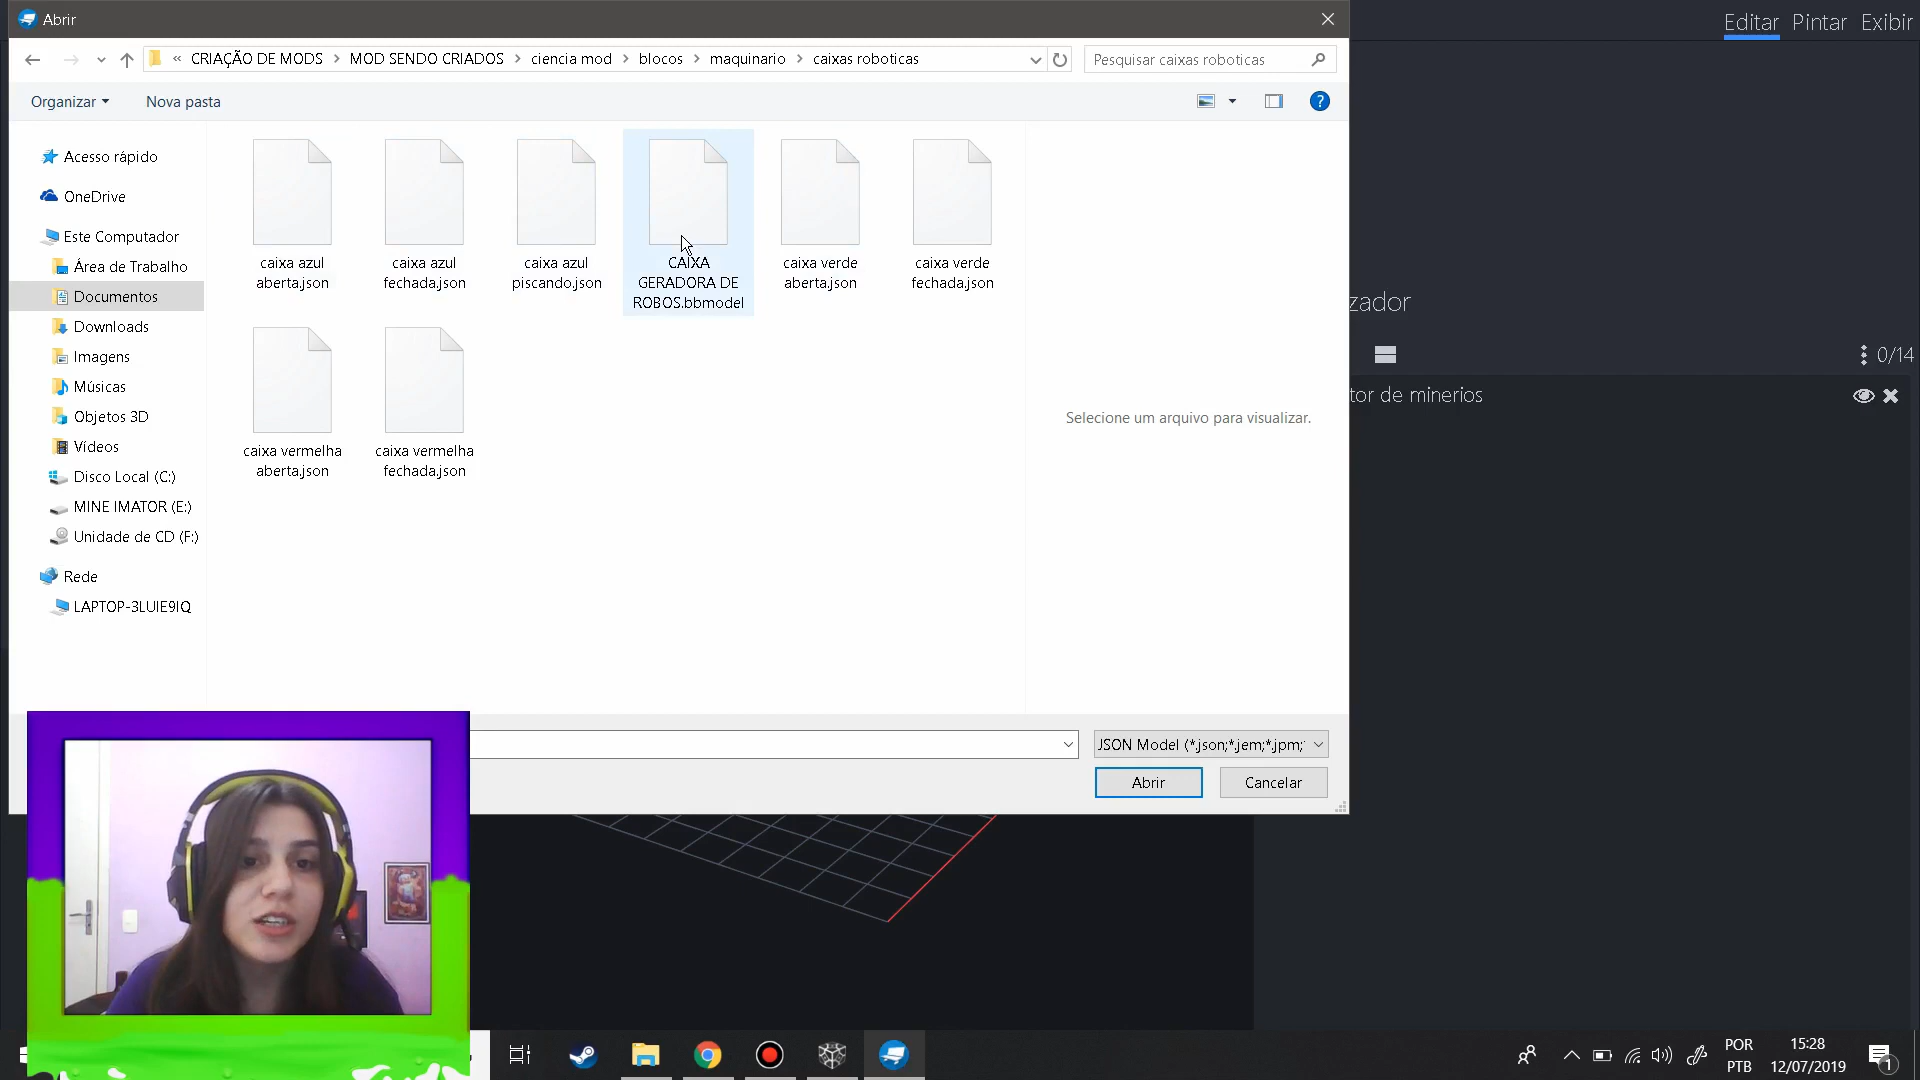 Abrir
Editar Pintar Exibir
« CRIAÇÃO DE MODS > MOD SENDO CRIADOS > ciencia mod > blocos > maquinario > caixas roboticas
Pesquisar caixas roboticas
Organizar
Nova pasta
?
Acesso rápido
OneDrive
Este Computador
Área de Trabalho
Documentos
Downloads
Imagens
Músicas
Objetos 3D
Vídeos
Disco Local (C:)
MINE IMATOR (E:)
Unidade de CD (F:)
Rede
LAPTOP-3LUIE9IQ
caixa azul
aberta.json
caixa azul
fechada.json
caixa azul
piscando.json
CAIXA
GERADORA DE
ROBOS.bbmodel
caixa verde
aberta.json
caixa verde
fechada.json
caixa vermelha
aberta.json
caixa vermelha
fechada.json
Selecione um arquivo para visualizar.
zador
0/14
tor de minerios
JSON Model (*.json;*.jem;*.jpm;
Abrir
Cancelar
POR
PTB
15:28
12/07/2019
1